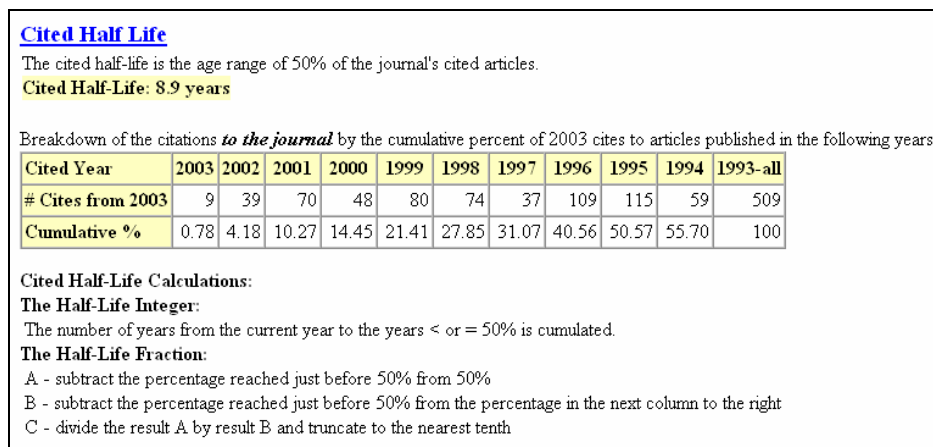 Cited Half Life
The cited half-life is the age range of 50% of the journal's cited articles.
Cited Half-Life: 8.9 years
Breakdown of the citations to the journal by the cumulative percent of 2003 cites to articles published in the following years
Cited Year 2003 2002 2001 2000 1999 1998 1997 1996 1995 1994 1993-all
# Cites from 2003 9 39 70 48 80 74 37 109 115 59 509
Cumulative % 0.78 4.18 10.27 14.45 21.41 27.85 31.07 40.56 50.57 55.70 100
Cited Half-Life Calculations:
The Half-Life Integer:
The number of years from the current year to the years < or = 50% is cumulated.
The Half-Life Fraction:
A - subtract the percentage reached just before 50% from 50%
B - subtract the percentage reached just before 50% from the percentage in the next column to the right
C - divide the result A by result B and truncate to the nearest tenth